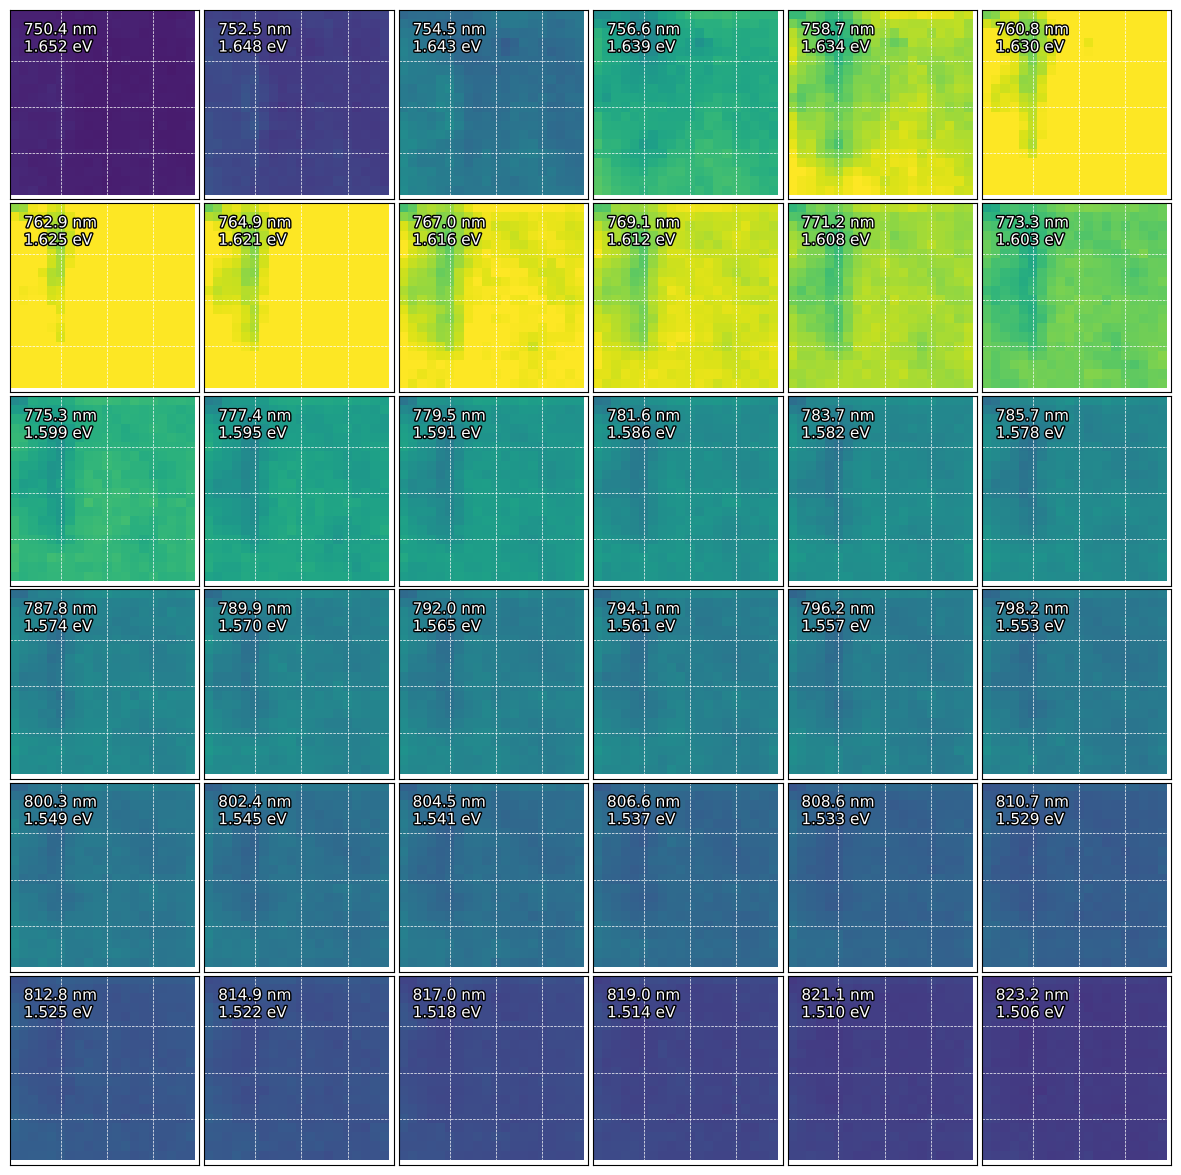 750.4 nm
1.652 eV
752.5 nm
1.648 eV
754.5 nm
1.643 eV
756.6 nm
1.639 eV
758.7 nm
1.634 eV
760.8 nm
1.630 eV
762.9 nm
1.625 eV
764.9 nm
1.621 eV
767.0 nm
1.616 eV
769.1 nm
1.612 eV
771.2 nm
1.608 eV
773.3 nm
1.603 eV
775.3 nm
1.599 eV
777.4 nm
1.595 eV
779.5 nm
1.591 eV
781.6 nm
1.586 eV
783.7 nm
1.582 eV
785.7 nm
1.578 eV
787.8 nm
1.574 eV
789.9 nm
1.570 eV
792.0 nm
1.565 eV
794.1 nm
1.561 eV
796.2 nm
1.557 eV
798.2 nm
1.553 eV
800.3 nm
1.549 eV
802.4 nm
1.545 eV
804.5 nm
1.541 eV
806.6 nm
1.537 eV
808.6 nm
1.533 eV
810.7 nm
1.529 eV
812.8 nm
1.525 eV
814.9 nm
1.522 eV
817.0 nm
1.518 eV
819.0 nm
1.514 eV
821.1 nm
1.510 eV
823.2 nm
1.506 eV